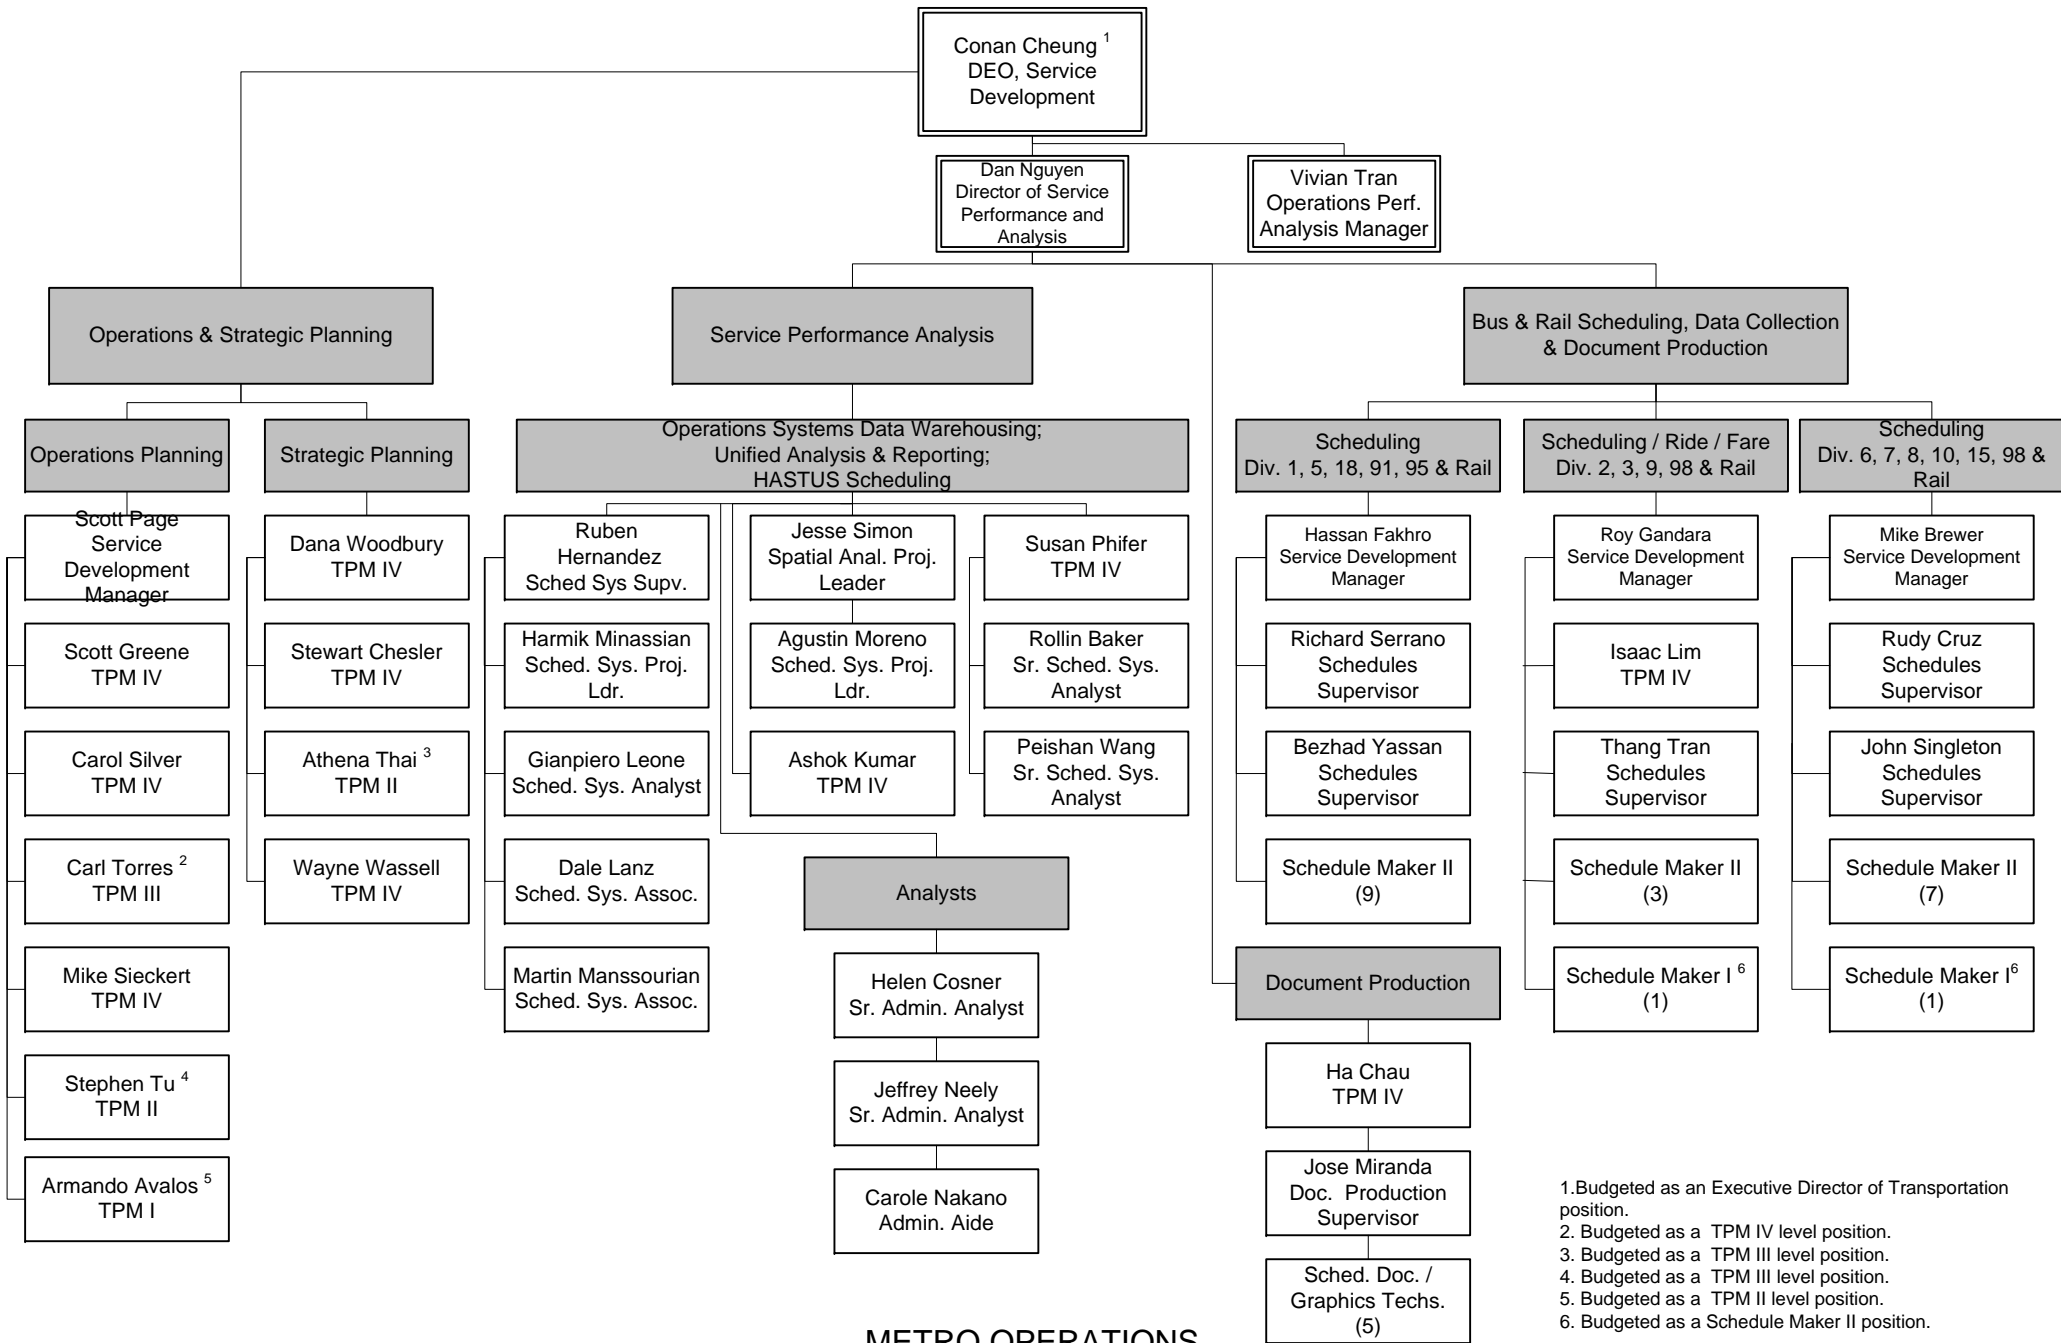 Conan Cheung 1
DEO, Service
Development
Dan Nguyen
Director of Service
Performance and
Analysis
Vivian Tran
Operations Perf.
Analysis Manager
Operations & Strategic Planning
Service Performance Analysis
Bus & Rail Scheduling, Data Collection
& Document Production
Operations Planning
Strategic Planning
Operations Systems Data Warehousing;
Unified Analysis & Reporting;
HASTUS Scheduling
Scheduling
Div. 1, 5, 18, 91, 95 & Rail
Scheduling / Ride / Fare
Div. 2, 3, 9, 98 & Rail
Scheduling
Div. 6, 7, 8, 10, 15, 98 &
Rail
Scott Page
Service
Development
Manager
Scott Greene
TPM IV
Carol Silver
TPM IV
Carl Torres 2
TPM III
Mike Sieckert
TPM IV
Stephen Tu 4
TPM II
Armando Avalos 5
TPM I
Dana Woodbury
TPM IV
Stewart Chesler
TPM IV
Athena Thai 3
TPM II
Wayne Wassell
TPM IV
Ruben
Hernandez
Sched Sys Supv.
Harmik Minassian
Sched. Sys. Proj.
Ldr.
Gianpiero Leone
Sched. Sys. Analyst
Dale Lanz
Sched. Sys. Assoc.
Martin Manssourian
Sched. Sys. Assoc.
Jesse Simon
Spatial Anal. Proj.
Leader
Agustin Moreno
Sched. Sys. Proj.
Ldr.
Ashok Kumar
TPM IV
Susan Phifer
TPM IV
Rollin Baker
Sr. Sched. Sys.
Analyst
Peishan Wang
Sr. Sched. Sys.
Analyst
Analysts
Helen Cosner
Sr. Admin. Analyst
Jeffrey Neely
Sr. Admin. Analyst
Carole Nakano
Admin. Aide
Hassan Fakhro
Service Development
Manager
Richard Serrano
Schedules
Supervisor
Bezhad Yassan
Schedules
Supervisor
Schedule Maker II
(9)
Document Production
Ha Chau
TPM IV
Jose Miranda
Doc. Production
Supervisor
Sched. Doc. /
Graphics Techs.
(5)
Roy Gandara
Service Development
Manager
Isaac Lim
TPM IV
Thang Tran
Schedules
Supervisor
Schedule Maker II
(3)
Schedule Maker I 6
(1)
Mike Brewer
Service Development
Manager
Rudy Cruz
Schedules
Supervisor
John Singleton
Schedules
Supervisor
Schedule Maker II
(7)
Schedule Maker I6
(1)
1.Budgeted as an Executive Director of Transportation
position.
2. Budgeted as a TPM IV level position.
3. Budgeted as a TPM III level position.
4. Budgeted as a TPM III level position.
5. Budgeted as a TPM II level position.
6. Budgeted as a Schedule Maker II position.
METRO OPERATIONS